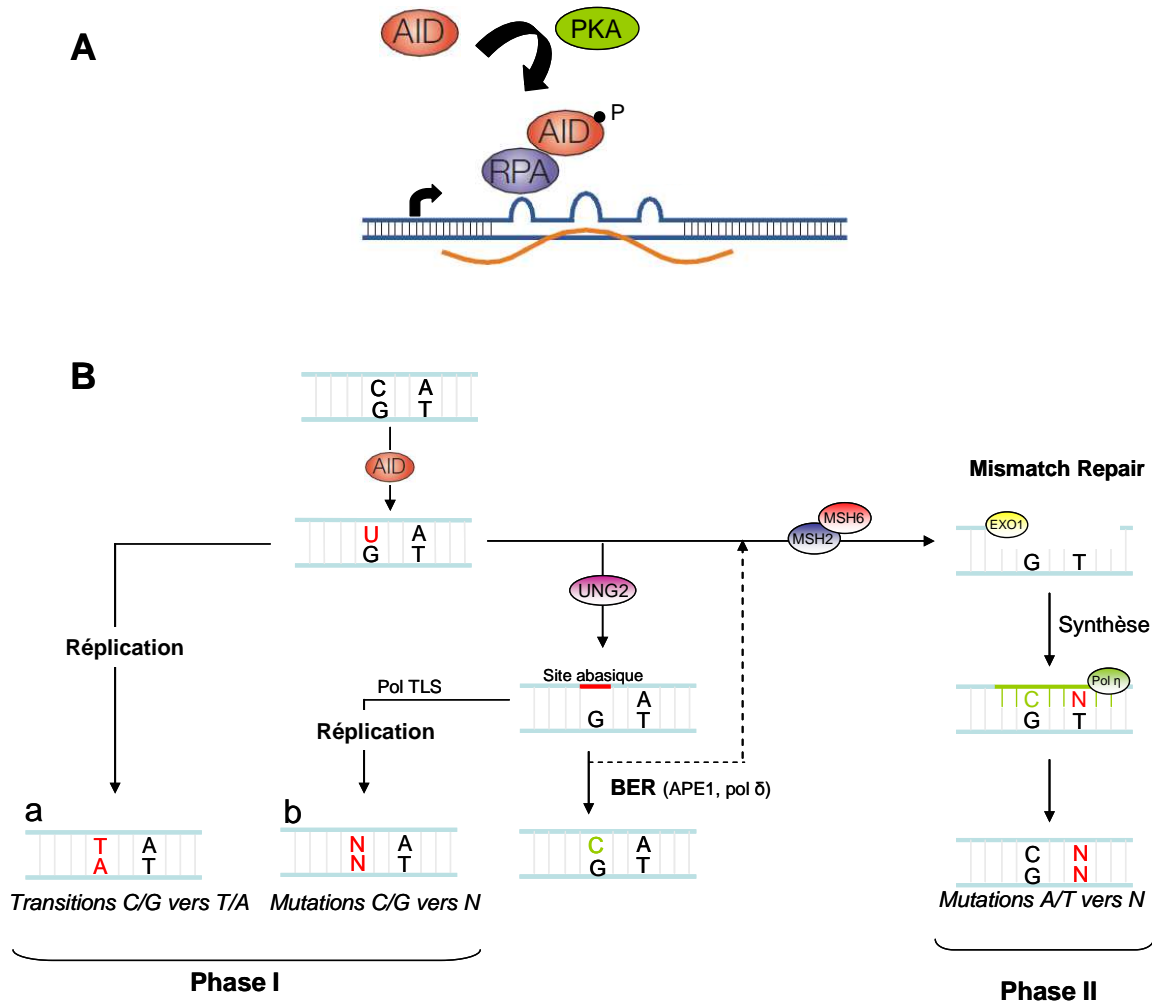 A
AID
PKA
AID
P
RPA
B
C A
G T
AID
Mismatch Repair
U A
G T
MSH6
MSH2
EXO1
G T
UNG2
Synthèse
Réplication
Site abasique
Pol TLS
A
G T
Pol η
C N
G T
Réplication
BER (APE1, pol δ)
a
T A
A T
b
N A
N T
C A
G T
C N
G N
Transitions C/G vers T/A
Mutations C/G vers N
Mutations A/T vers N
Phase I
Phase II